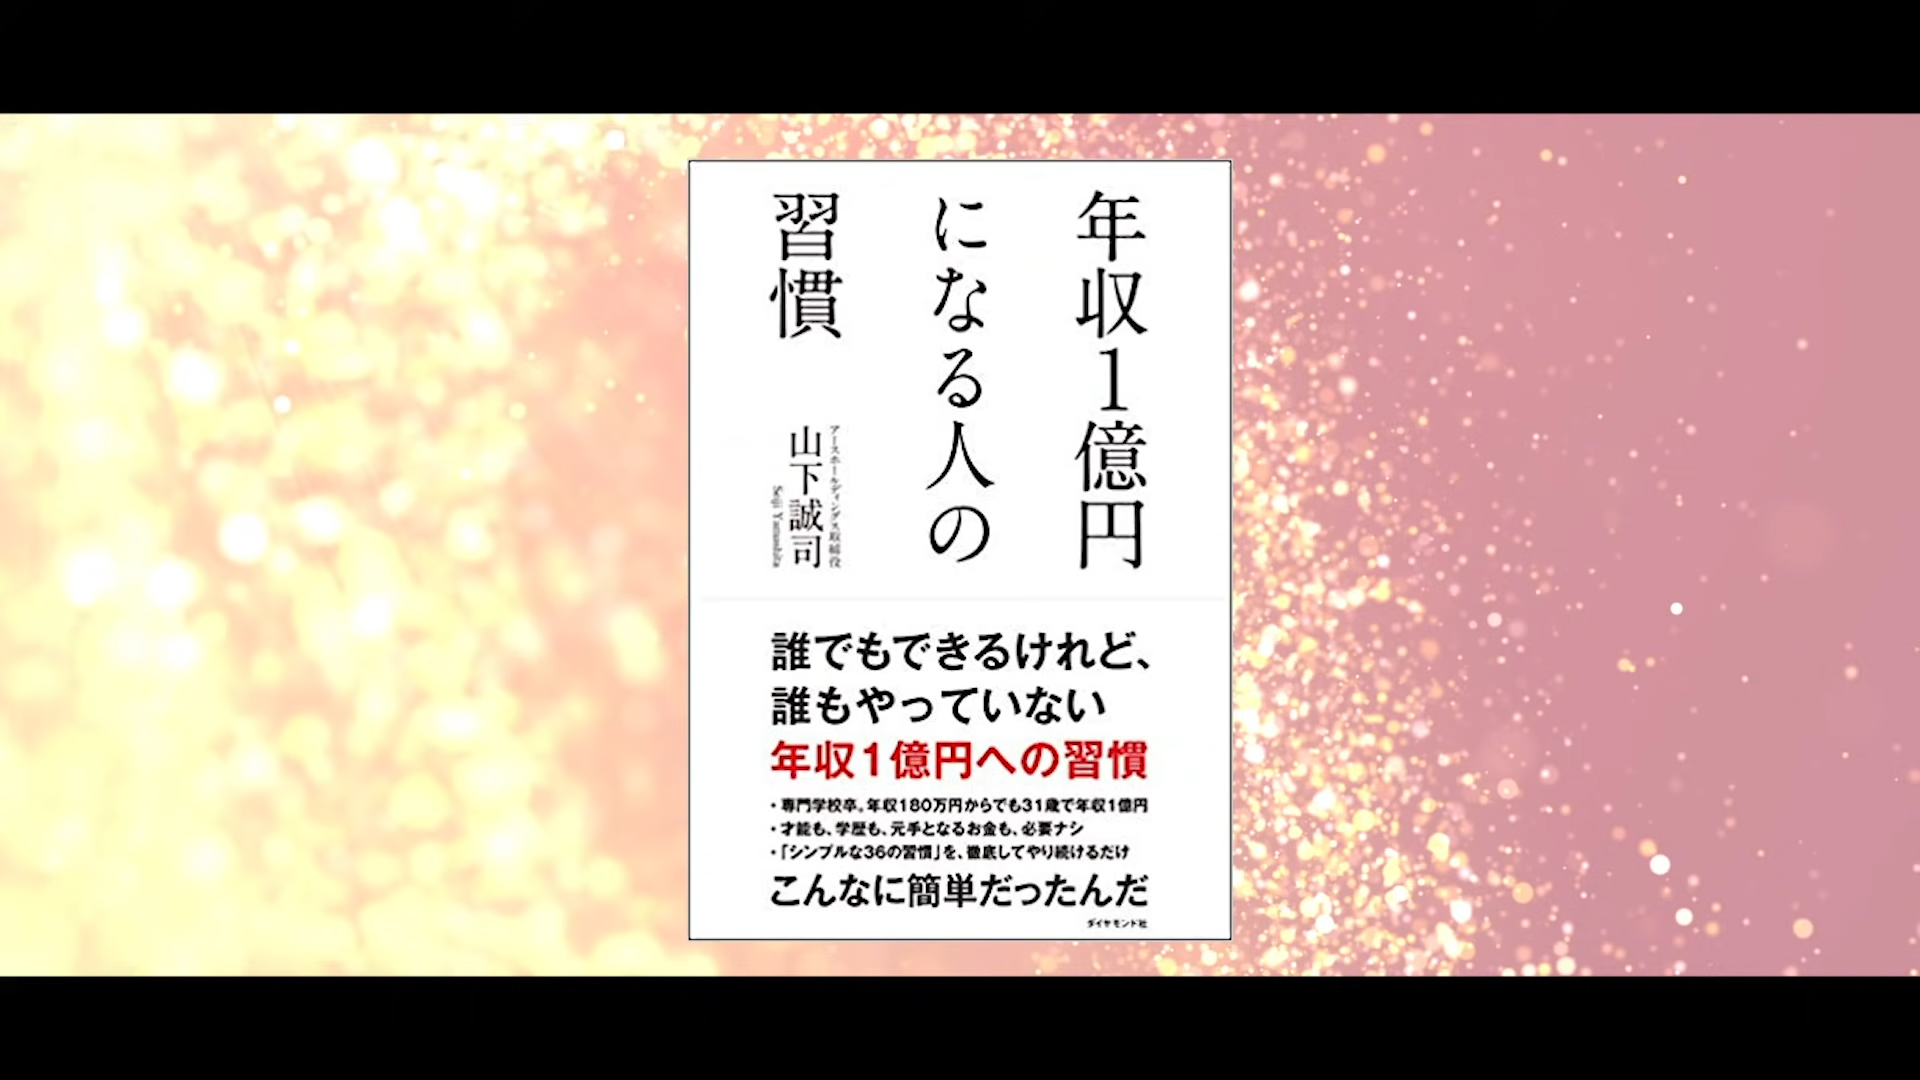 年収1億円
になる人の
習慣
アースホールディングス取締役
山下誠司
Seiji Yamashita
誰でもできるけれど、
誰もやっていない
年収1億円への習慣
・専門学校卒。年収180万円からでも31歳で年収1億円
・才能も、学歴も、元手となるお金も、必要ナシ
・「シンプルな36の習慣」を、徹底してやり続けるだけ
こんなに簡単だったんだ
ダイヤモンド社